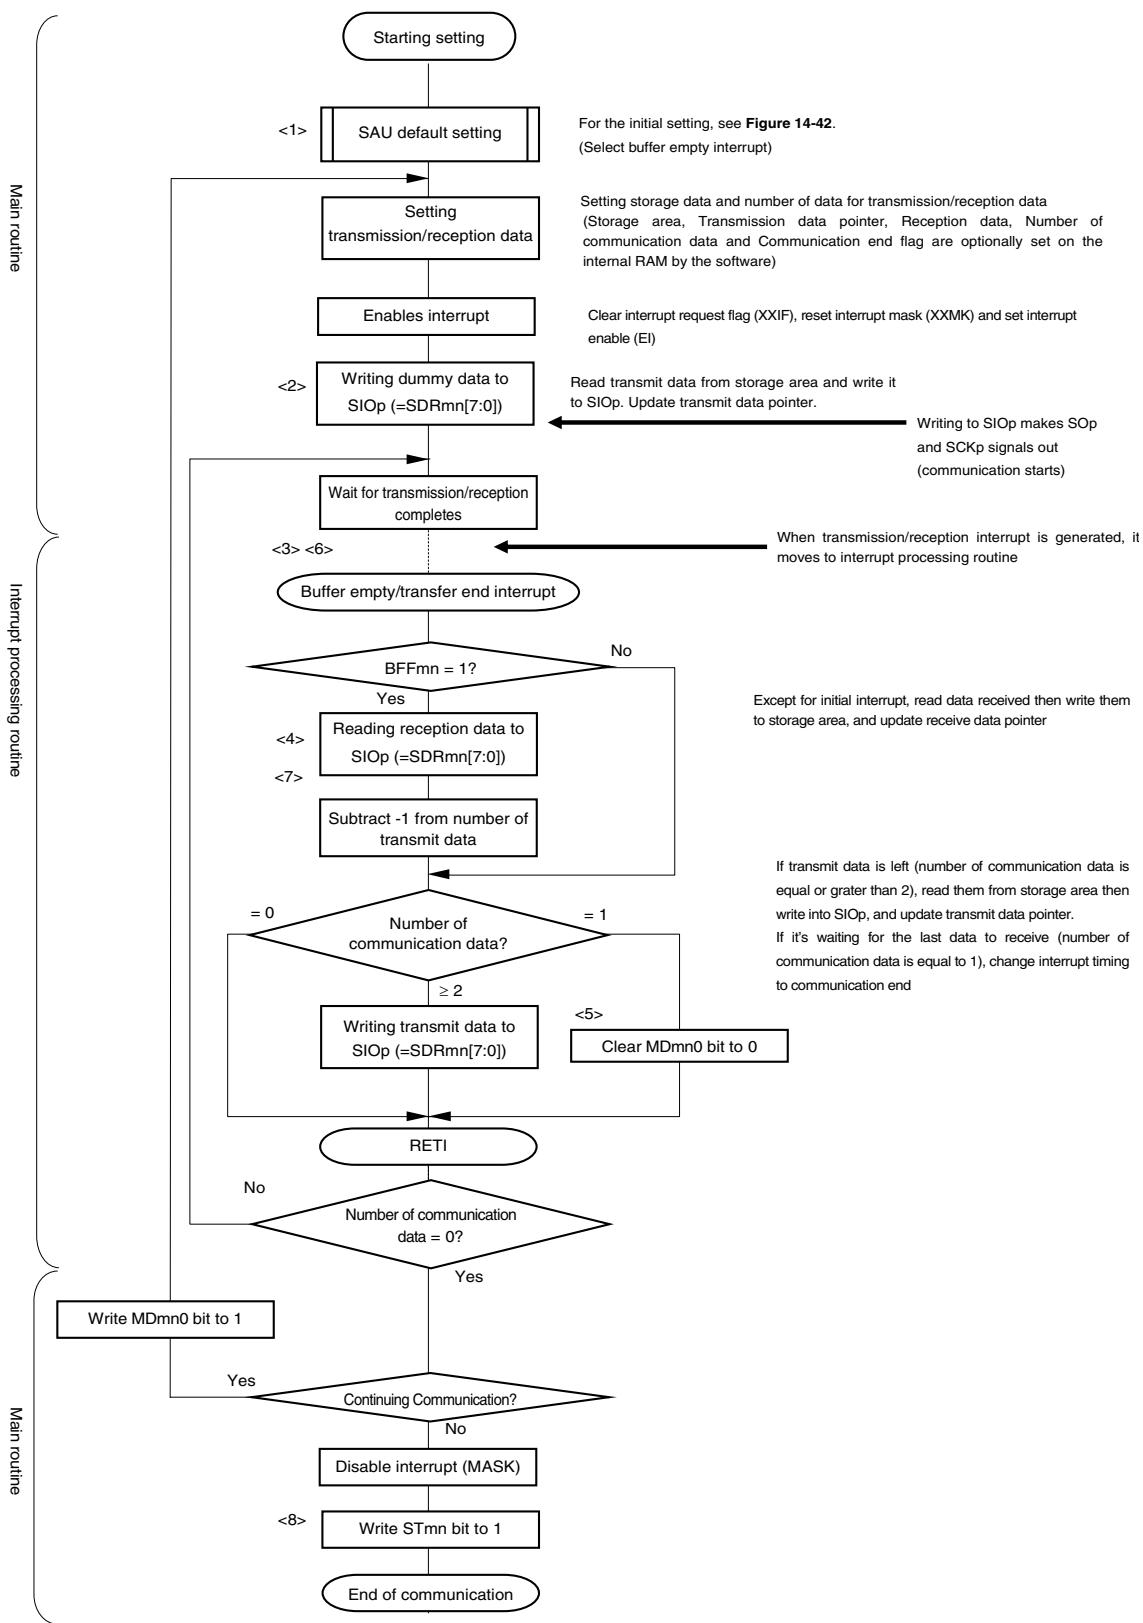 Starting setting
<1>
SAU default setting
For the initial setting, see Figure 14-42.
(Select buffer empty interrupt)
Main routine
Setting
transmission/reception data
Setting storage data and number of data for transmission/reception data
(Storage area, Transmission data pointer, Reception data, Number of
communication data and Communication end flag are optionally set on the
internal RAM by the software)
Enables interrupt
Clear interrupt request flag (XXIF), reset interrupt mask (XXMK) and set interrupt
enable (EI)
<2>
Writing dummy data to
SIOp (=SDRmn[7:0])
Read transmit data from storage area and write it
to SIOp. Update transmit data pointer.
Writing to SIOp makes SOp
and SCKp signals out
(communication starts)
Wait for transmission/reception
completes
<3> <6>
When transmission/reception interrupt is generated, it
moves to interrupt processing routine
Interrupt processing routine
Buffer empty/transfer end interrupt
BFFmn = 1?
No
Yes
<4>
Reading reception data to
SIOp (=SDRmn[7:0])
<7>
Except for initial interrupt, read data received then write them
to storage area, and update receive data pointer
Subtract -1 from number of
transmit data
= 0
Number of
communication data?
= 1
≥ 2
If transmit data is left (number of communication data is
equal or grater than 2), read them from storage area then
write into SIOp, and update transmit data pointer.
If it's waiting for the last data to receive (number of
communication data is equal to 1), change interrupt timing
to communication end
Writing transmit data to
SIOp (=SDRmn[7:0])
<5>
Clear MDmn0 bit to 0
RETI
No
Number of communication
data = 0?
Yes
Write MDmn0 bit to 1
Main routine
Yes
Continuing Communication?
No
Disable interrupt (MASK)
<8>
Write STmn bit to 1
End of communication